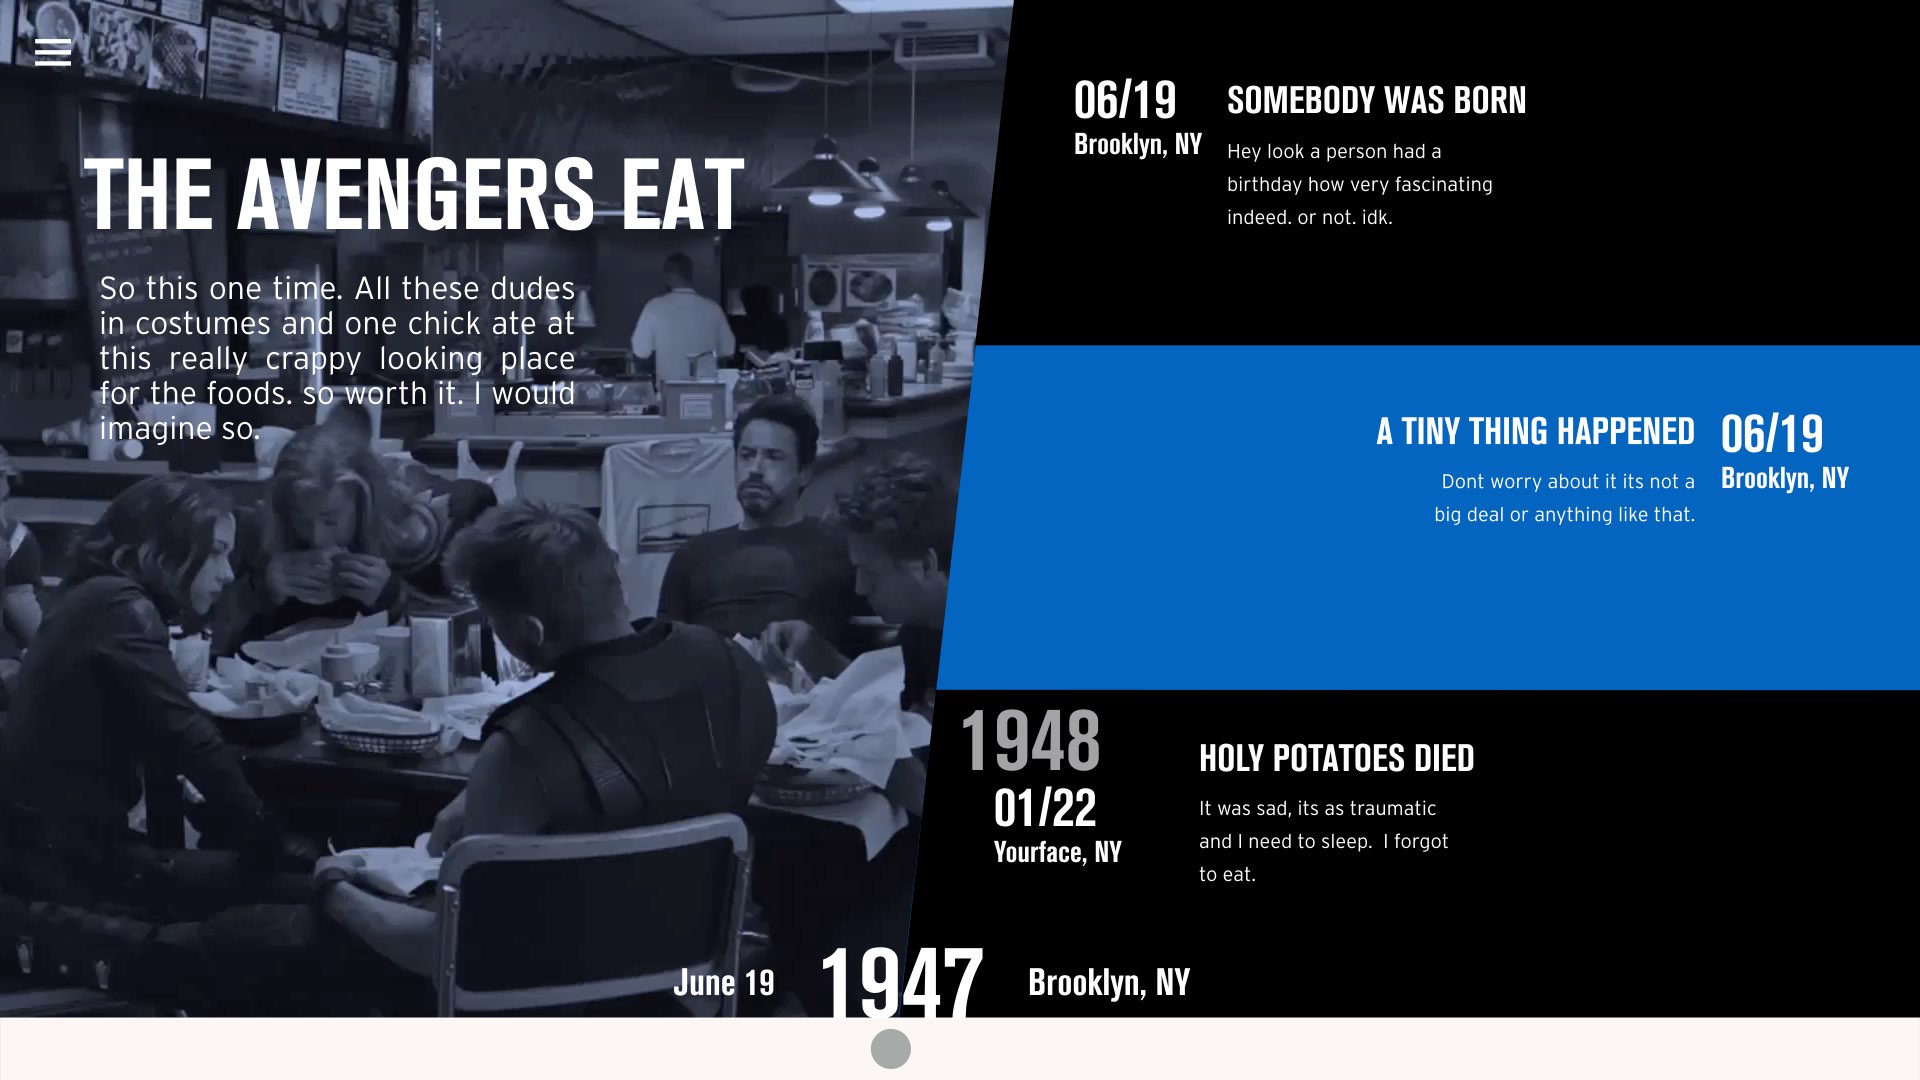 THE AVENGERS EAT
So this one time. All these dudes
in costumes and one chick ate at
this really crappy looking place
for the foods. so worth it. I would
imagine so.
06/19
Brooklyn, NY
SOMEBODY WAS BORN
Hey look a person had a
birthday how very fascinating
indeed. or not. idk.
A TINY THING HAPPENED
Dont worry about it its not a
big deal or anything like that.
06/19
Brooklyn, NY
1948
01/22
Yourface, NY
HOLY POTATOES DIED
It was sad, its as traumatic
and I need to sleep.  I forgot
to eat.
June 19
1947
Brooklyn, NY